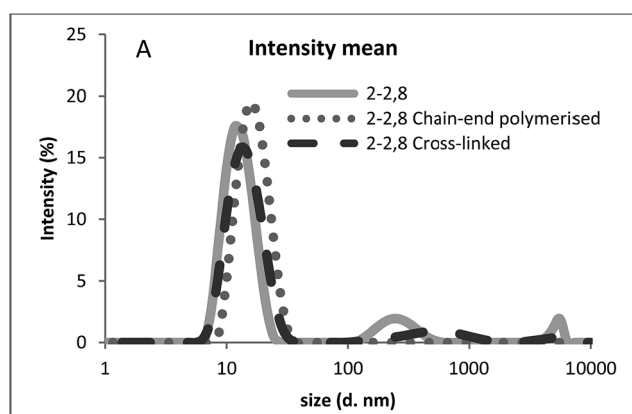 A
Intensity mean
2-2,8
2-2,8 Chain-end polymerised
2-2,8 Cross-linked
Intensity (%)
25
20
15
10
5
0
1
10
100
1000
10000
size (d. nm)